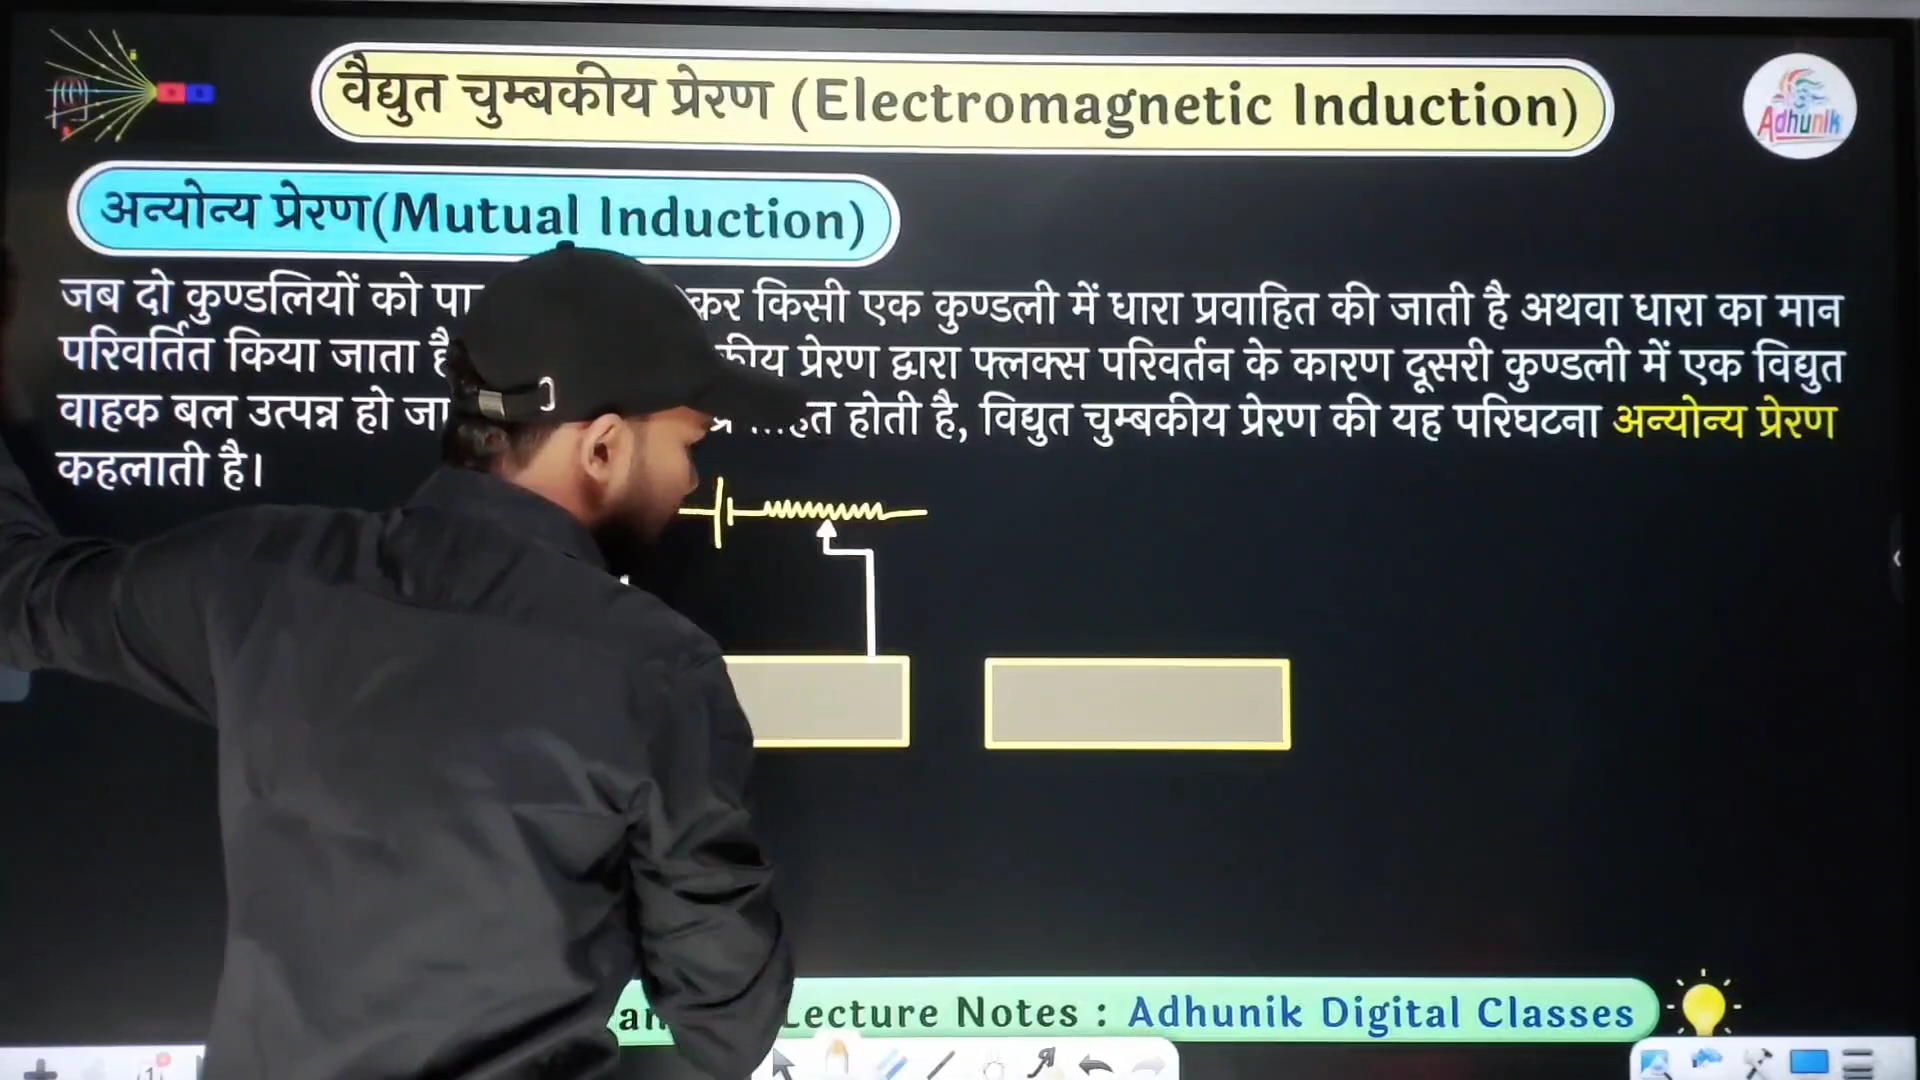 वैद्युत चुम्बकीय प्रेरण (Electromagnetic Induction)
Adhunik
अन्योन्य प्रेरण(Mutual Induction)
जब दो कुण्डलियों को कर किसी एक कुण्डली में धारा प्रवाहित की जाती है अथवा धारा का मान
परिवर्तित किया जाता है प्रेरण द्वारा फ्लक्स परिवर्तन के कारण दूसरी कुण्डली में एक विद्युत
वाहक बल उत्पन्न हो होती है, विद्युत चुम्बकीय प्रेरण की यह परिघटना अन्योन्य प्रेरण
कहलाती है।
Lecture Notes : Adhunik Digital Classes